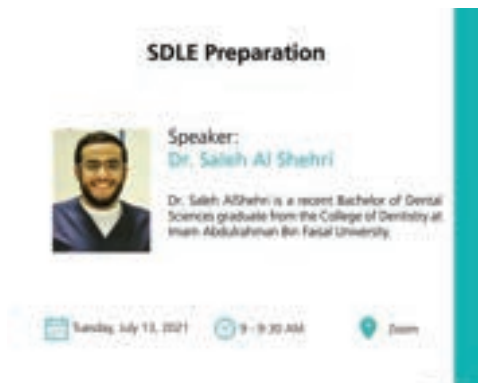 SDLE Preparation
Speaker:
Dr. Saleh Al Shehri
Dr. Saleh AlShehri is a recent Bachelor of Dental
Sciences graduate from the College of Dentistry at
Imam Abdulrahman Bin Faisal University.
Tuesday, July 13, 2021
9 - 9:30 AM
Zoom